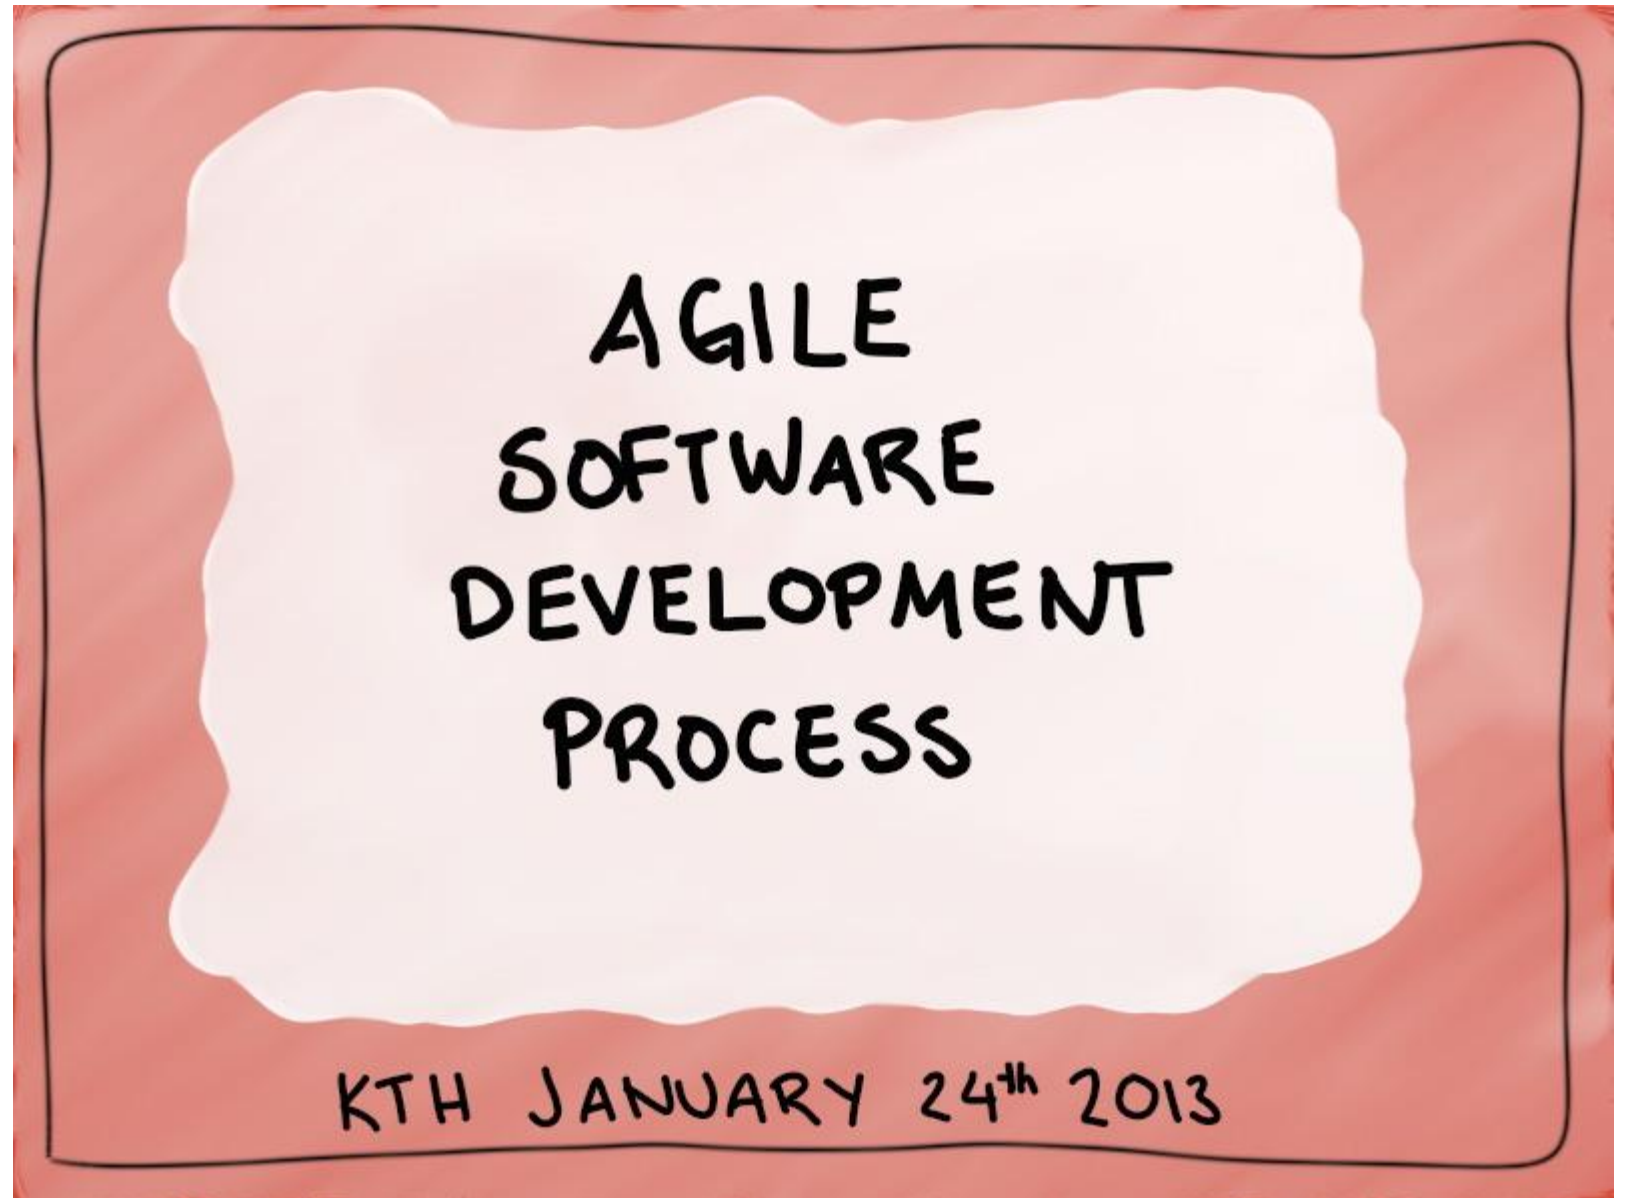 AGILE
SOFTWARE
DEVELOPMENT
PROCESS
KTH JANUARY 24th 2013